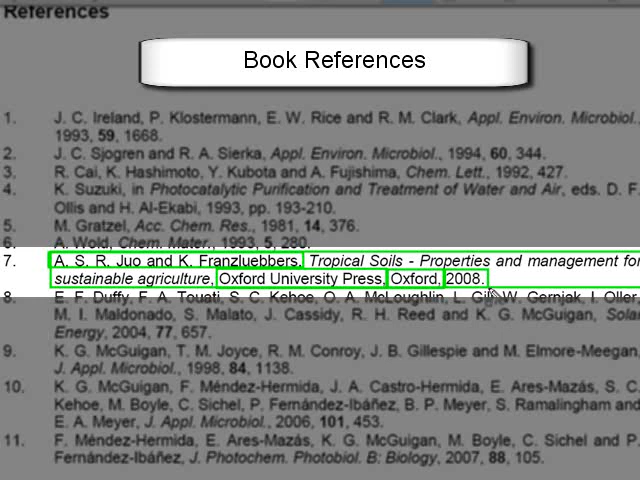 References
Book References
1. J. C. Ireland, P. Klostermann, E. W. Rice and R. M. Clark, Appl. Environ. Microbiol.,
1993, 59, 1668.
2. J. C. Sjogren and R. A. Sierka, Appl. Environ. Microbiol., 1994, 60, 344.
3. R. Cai, K. Hashimoto, Y. Kubota and A. Fujishima, Chem. Lett., 1992, 427.
4. K. Suzuki, in Photocatalytic Purification and Treatment of Water and Air, eds. D. F.
Ollis and H. Al-Ekabi, 1993, pp. 193-210.
5. M. Gratzel, Acc. Chem. Res., 1981, 14, 376.
6. A. Wold, Chem. Mater., 1993, 5, 280.
7. A. S. R. Juo and K. Franzluebbers, Tropical Soils - Properties and management for
sustainable agriculture, Oxford University Press, Oxford, 2008.
8. E. F. Duffy, F. A. Touati, S. C. Kehoe, O. A. McLoughlin, L. W. Gernjak, I. Oller,
M. I. Maldonado, S. Malato, J. Cassidy, R. H. Reed and K. G. McGuigan, Solar
Energy, 2004, 77, 657.
9. K. G. McGuigan, T. M. Joyce, R. M. Conroy, J. B. Gillespie and M. Elmore-Meegan,
J. Appl. Microbiol., 1998, 84, 1138.
10. K. G. McGuigan, F. Méndez-Hermida, J. A. Castro-Hermida, E. Ares-Mazás, S. C.
Kehoe, M. Boyle, C. Sichel, P. Fernández-Ibáñez, B. P. Meyer, S. Ramalingham and
E. A. Meyer, J. Appl. Microbiol., 2006, 101, 453.
11. F. Méndez-Hermida, E. Ares-Mazás, K. G. McGuigan, M. Boyle, C. Sichel and P.
Fernández-Ibáñez, J. Photochem. Photobiol. B: Biology, 2007, 88, 105.